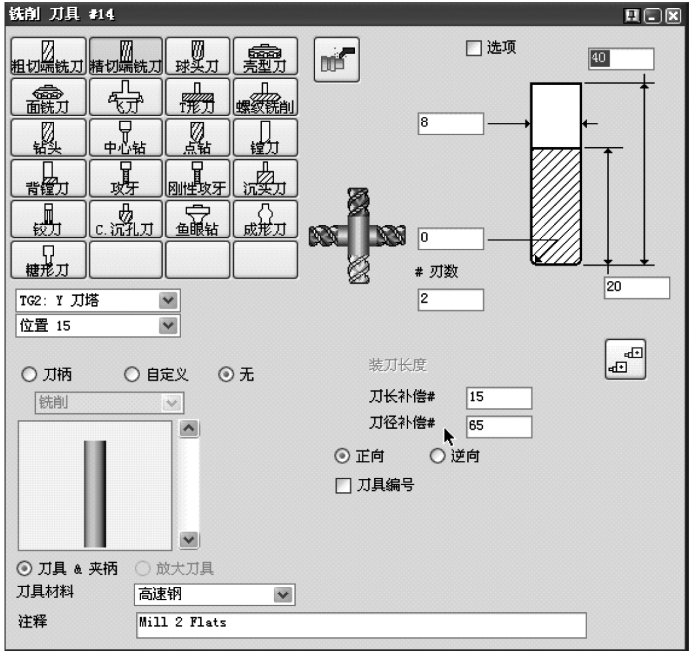 铣削 刀具 #14
粗切端铣刀 精切端铣刀 球头刀 壳型刀
面铣刀 飞刀 T形刀 螺纹铣削
钻头 中心钻 点钻 镗刀
背镗刀 攻牙 刚性攻牙 沉头刀
铰刀 C.沉孔刀 鱼眼钻 成形刀
糖形刀
选项
40
8
0
# 刃数
2
20
TG2: Y 刀塔
位置 15
刀柄 自定义 无
铣削
装刀长度
刀长补偿# 15
刀径补偿# 65
正向 逆向
刀具编号
刀具 & 夹柄 放大刀具
刀具材料 高速钢
注释 Mill 2 Flats